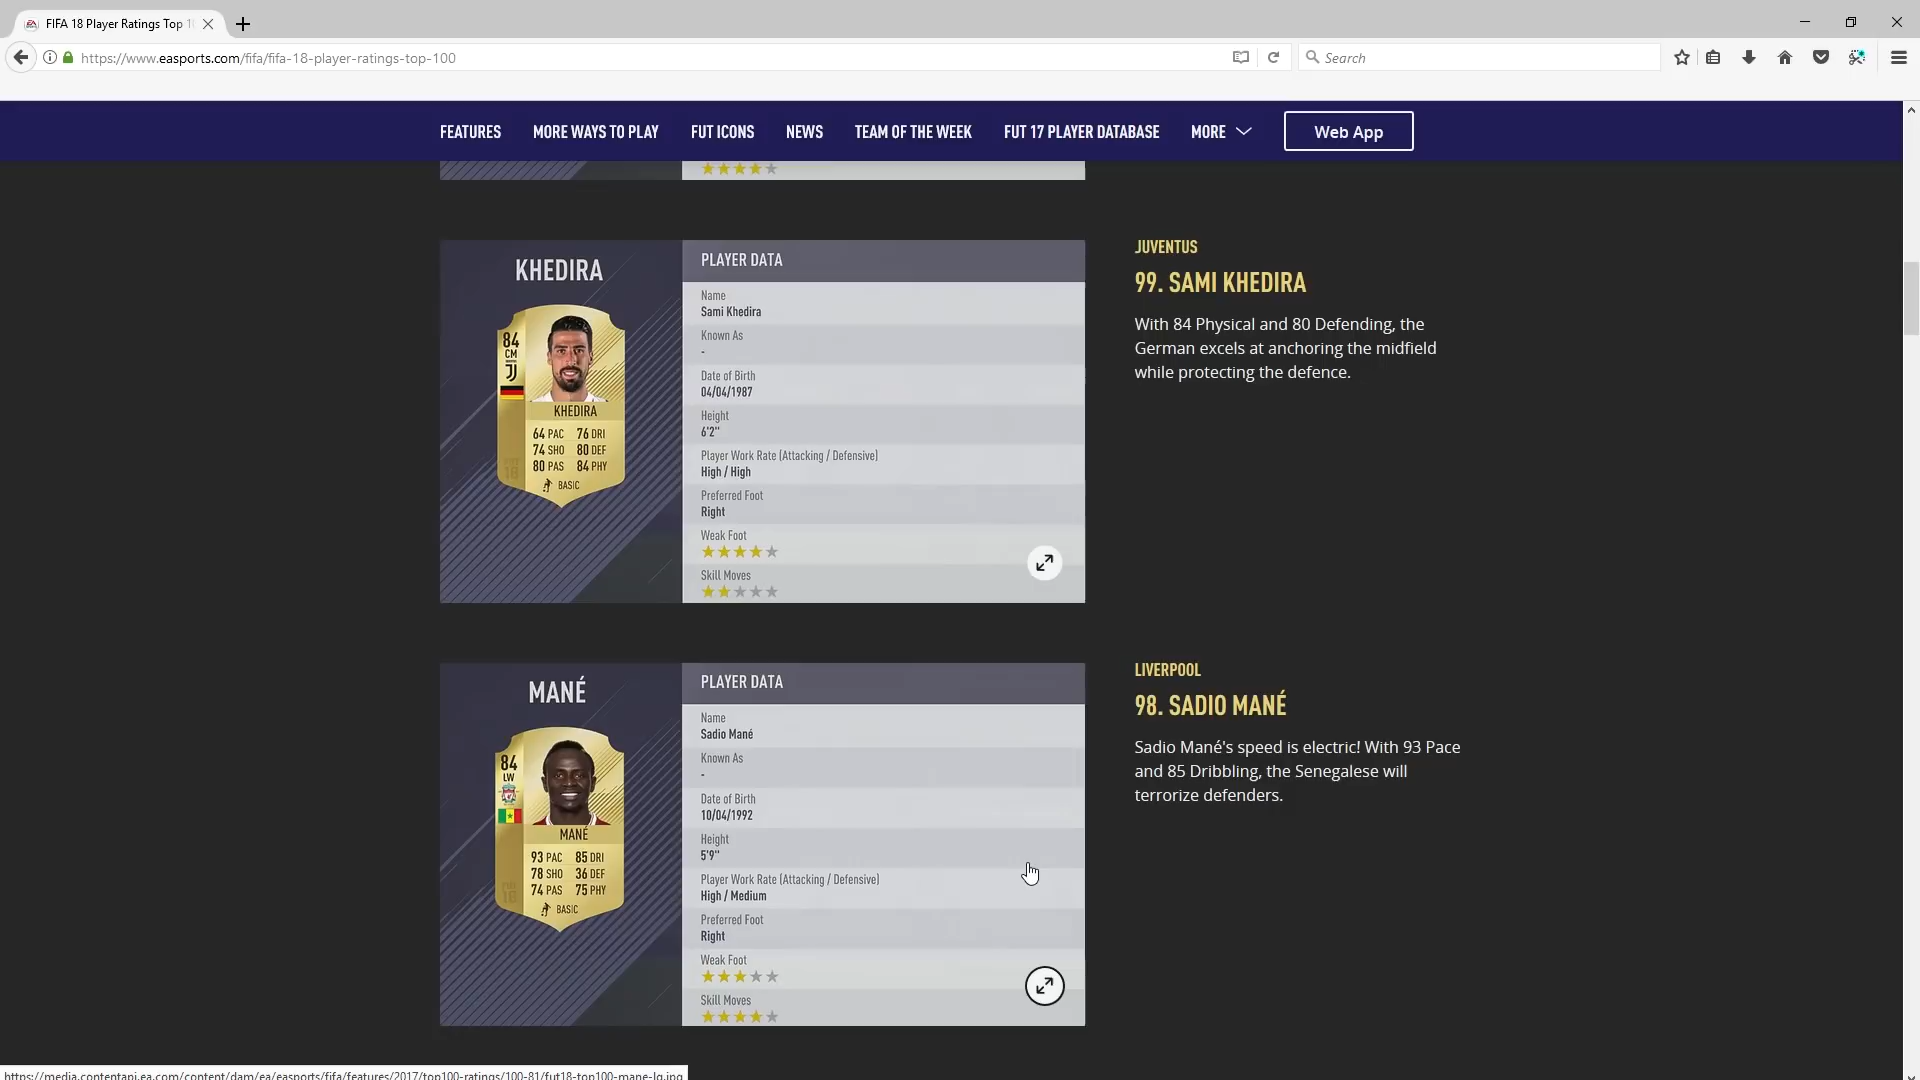 FIFA 18 Player Ratings Top 1
https://www.easports.com/fifa/fifa-18-player-ratings-top-100
Search
FEATURES
MORE WAYS TO PLAY
FUT ICONS
NEWS
TEAM OF THE WEEK
FUT 17 PLAYER DATABASE
MORE
Web App
KHEDIRA
84
CM
KHEDIRA
64 PAC 76 DRI
74 SHO 80 DEF
80 PAS 84 PHY
BASIC
PLAYER DATA
Name
Sami Khedira
Known As
-
Date of Birth
04/04/1987
Height
6'2"
Player Work Rate (Attacking / Defensive)
High / High
Preferred Foot
Right
Weak Foot
Skill Moves
JUVENTUS
99. SAMI KHEDIRA
With 84 Physical and 80 Defending, the
German excels at anchoring the midfield
while protecting the defence.
MANÉ
84
LW
MANÉ
93 PAC 85 DRI
78 SHO 36 DEF
74 PAS 75 PHY
BASIC
PLAYER DATA
Name
Sadio Mané
Known As
-
Date of Birth
10/04/1992
Height
5'9"
Player Work Rate (Attacking / Defensive)
High / Medium
Preferred Foot
Right
Weak Foot
Skill Moves
LIVERPOOL
98. SADIO MANÉ
Sadio Mané's speed is electric! With 93 Pace
and 85 Dribbling, the Senegalese will
terrorize defenders.
https://media.contentapi.ea.com/content/dam/ea/easports/fifa/features/2017/top100-ratings/100-81/fut18-top100-mane-lg.jpg